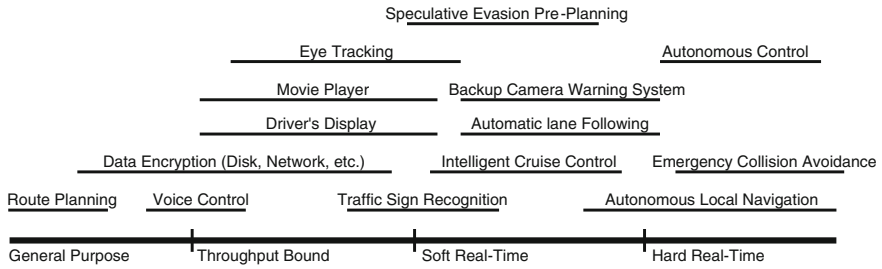 Speculative Evasion Pre-Planning
Eye Tracking
Autonomous Control
Movie Player
Backup Camera Warning System
Driver's Display
Automatic lane Following
Data Encryption (Disk, Network, etc.)
Intelligent Cruise Control
Emergency Collision Avoidance
Route Planning
Voice Control
Traffic Sign Recognition
Autonomous Local Navigation
General Purpose
Throughput Bound
Soft Real-Time
Hard Real-Time